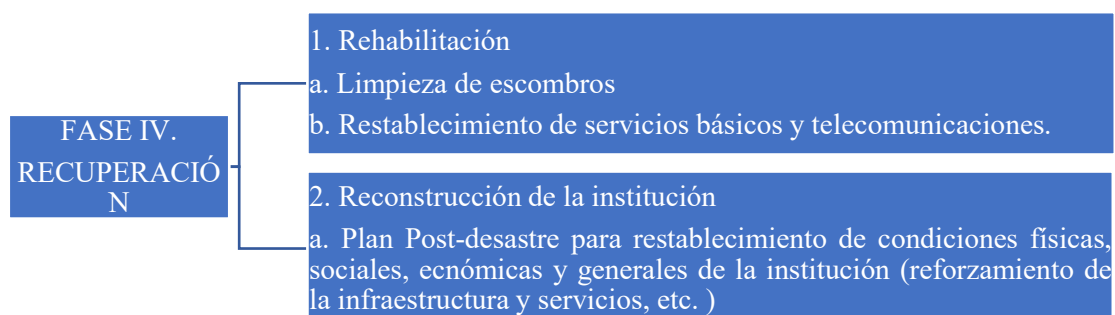 FASE IV.
RECUPERACIÓ
N
1. Rehabilitación
a. Limpieza de escombros
b. Restablecimiento de servicios básicos y telecomunicaciones.
2. Reconstrucción de la institución
a. Plan Post-desastre para restablecimiento de condiciones físicas,
sociales, ecnómicas y generales de la institución (reforzamiento de
la infraestructura y servicios, etc. )